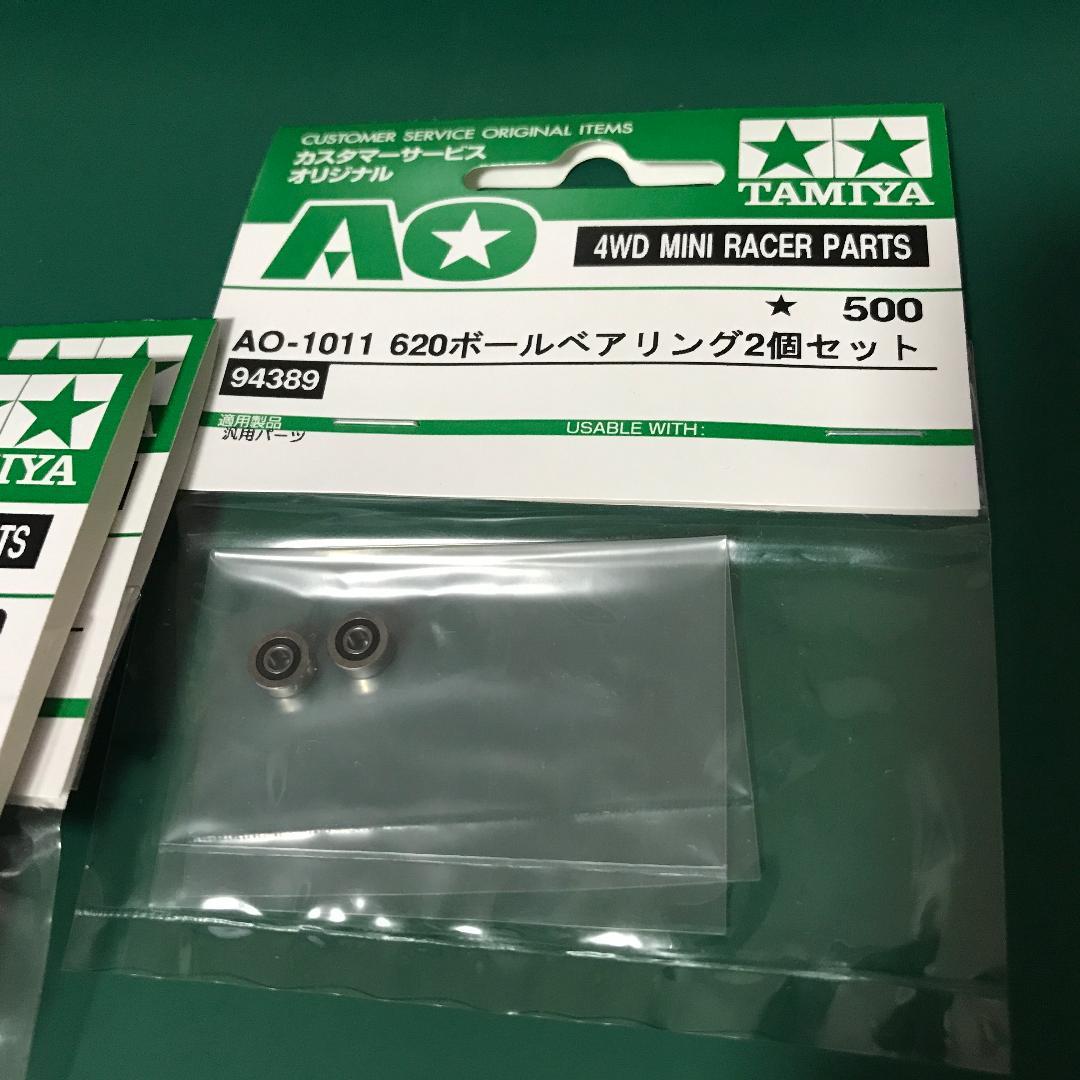 CUSTOMER SERVICE ORIGINAL ITEMS
カスタマーサービス
オリジナル
TAMIYA
AO
4WD MINI RACER PARTS
★ 500
AO-1011 620ボールベアリング2個セット
94389
適用製品
USABLE WITH:
汎用パーツ
MIYA
TS